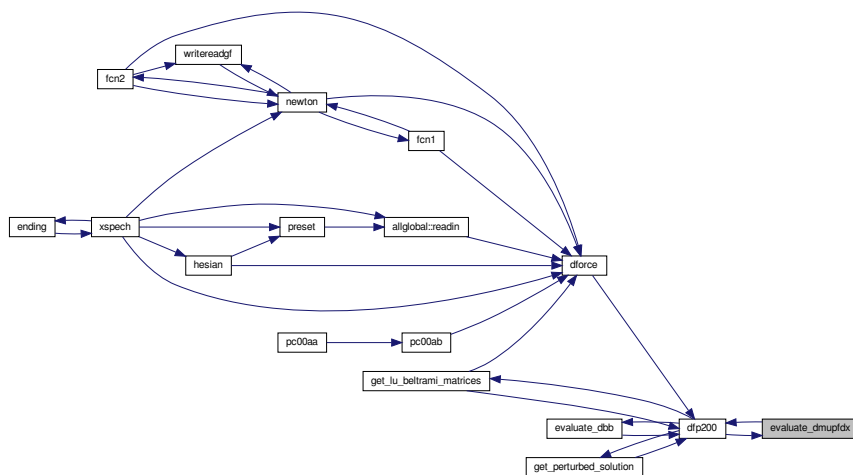 writereadgf
fcn2
newton
fcn1
ending
xspech
preset
allglobal::readin
hesian
dforce
pc00aa
pc00ab
get_lu_beltrami_matrices
evaluate_dbb
dfp200
evaluate_dmupfdx
get_perturbed_solution